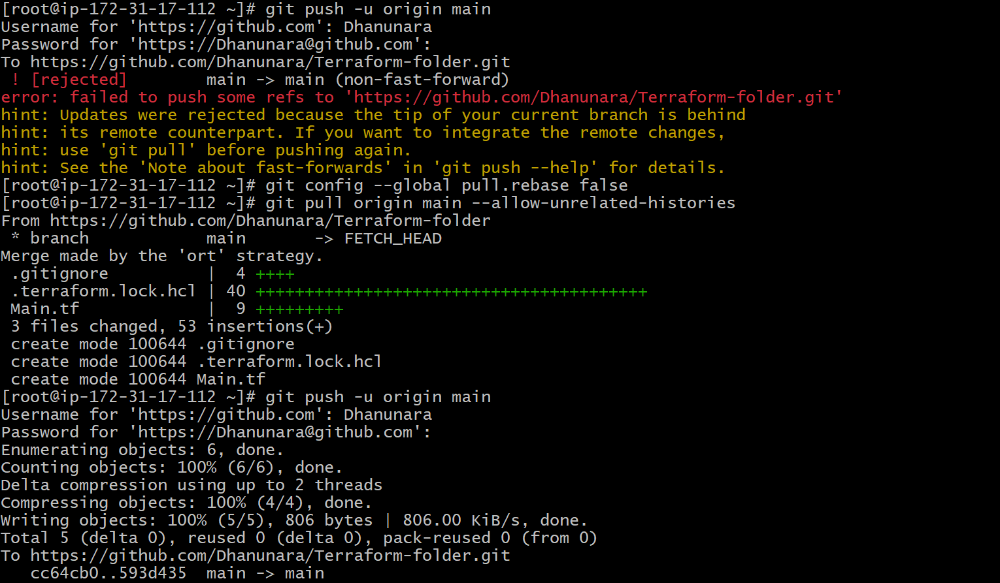 [root@ip-172-31-17-112 ~]# git push -u origin main
Username for 'https://github.com': Dhanunara
Password for 'https://Dhanunara@github.com':
To https://github.com/Dhanunara/Terraform-folder.git
 ! [rejected]        main -> main (non-fast-forward)
error: failed to push some refs to 'https://github.com/Dhanunara/Terraform-folder.git'
hint: Updates were rejected because the tip of your current branch is behind
hint: its remote counterpart. If you want to integrate the remote changes,
hint: use 'git pull' before pushing again.
hint: See the 'Note about fast-forwards' in 'git push --help' for details.
[root@ip-172-31-17-112 ~]# git config --global pull.rebase false
[root@ip-172-31-17-112 ~]# git pull origin main --allow-unrelated-histories
From https://github.com/Dhanunara/Terraform-folder
 * branch            main       -> FETCH_HEAD
Merge made by the 'ort' strategy.
 .gitignore          |  4 ++++
 .terraform.lock.hcl | 40 ++++++++++++++++++++++++++++++++++++++++
 Main.tf             |  9 +++++++++
 3 files changed, 53 insertions(+)
 create mode 100644 .gitignore
 create mode 100644 .terraform.lock.hcl
 create mode 100644 Main.tf
[root@ip-172-31-17-112 ~]# git push -u origin main
Username for 'https://github.com': Dhanunara
Password for 'https://Dhanunara@github.com':
Enumerating objects: 6, done.
Counting objects: 100% (6/6), done.
Delta compression using up to 2 threads
Compressing objects: 100% (4/4), done.
Writing objects: 100% (5/5), 806 bytes | 806.00 KiB/s, done.
Total 5 (delta 0), reused 0 (delta 0), pack-reused 0 (from 0)
To https://github.com/Dhanunara/Terraform-folder.git
   cc64cb0..593d435  main -> main